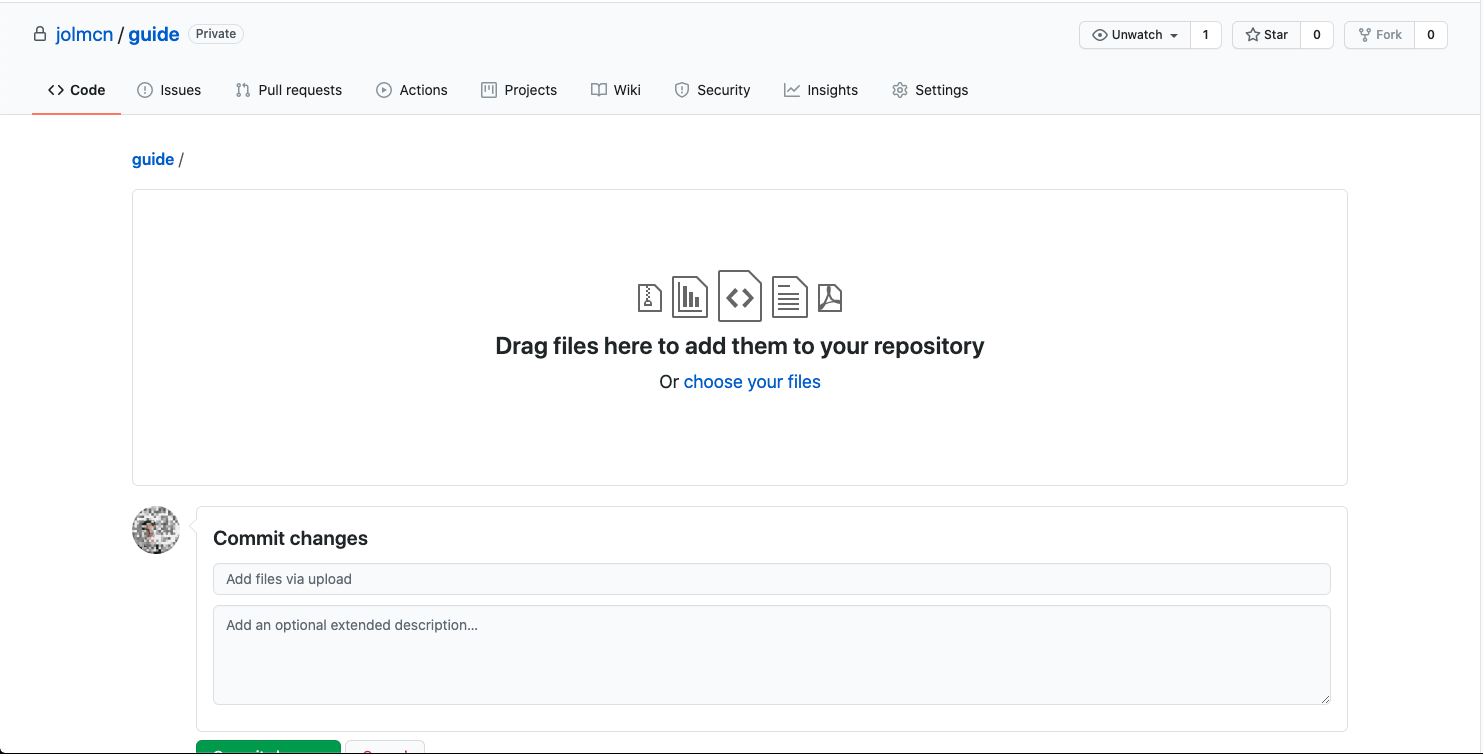 jolmcn / guide Private
Unwatch 1 Star 0 Fork 0
Code Issues Pull requests Actions Projects Wiki Security Insights Settings
guide /
Drag files here to add them to your repository
Or choose your files
Commit changes
Add files via upload
Add an optional extended description…